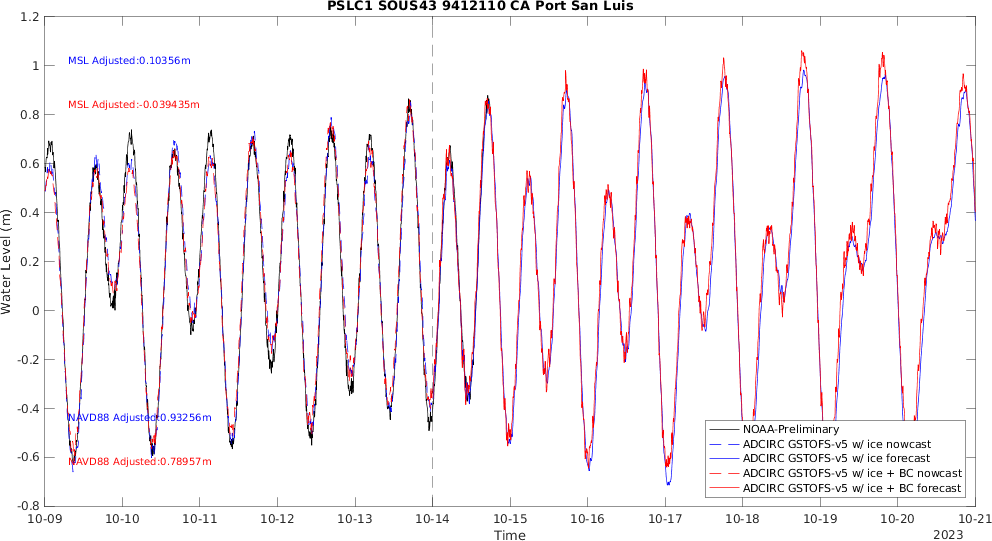 PSLC1 SOUS43 9412110 CA Port San Luis
1.2
1
0.8
0.6
0.4
0.2
0
-0.2
-0.4
-0.6
-0.8
Water Level (m)
MSL Adjusted:0.10356m
MSL Adjusted:-0.039435m
NAVD88 Adjusted:0.93256m
NAVD88 Adjusted:0.78957m
NOAA-Preliminary
ADCIRC GSTOFS-v5 w/ ice nowcast
ADCIRC GSTOFS-v5 w/ ice forecast
ADCIRC GSTOFS-v5 w/ ice + BC nowcast
ADCIRC GSTOFS-v5 w/ ice + BC forecast
10-09 10-10 10-11 10-12 10-13 10-14 10-15 10-16 10-17 10-18 10-19 10-20 10-21
Time
2023